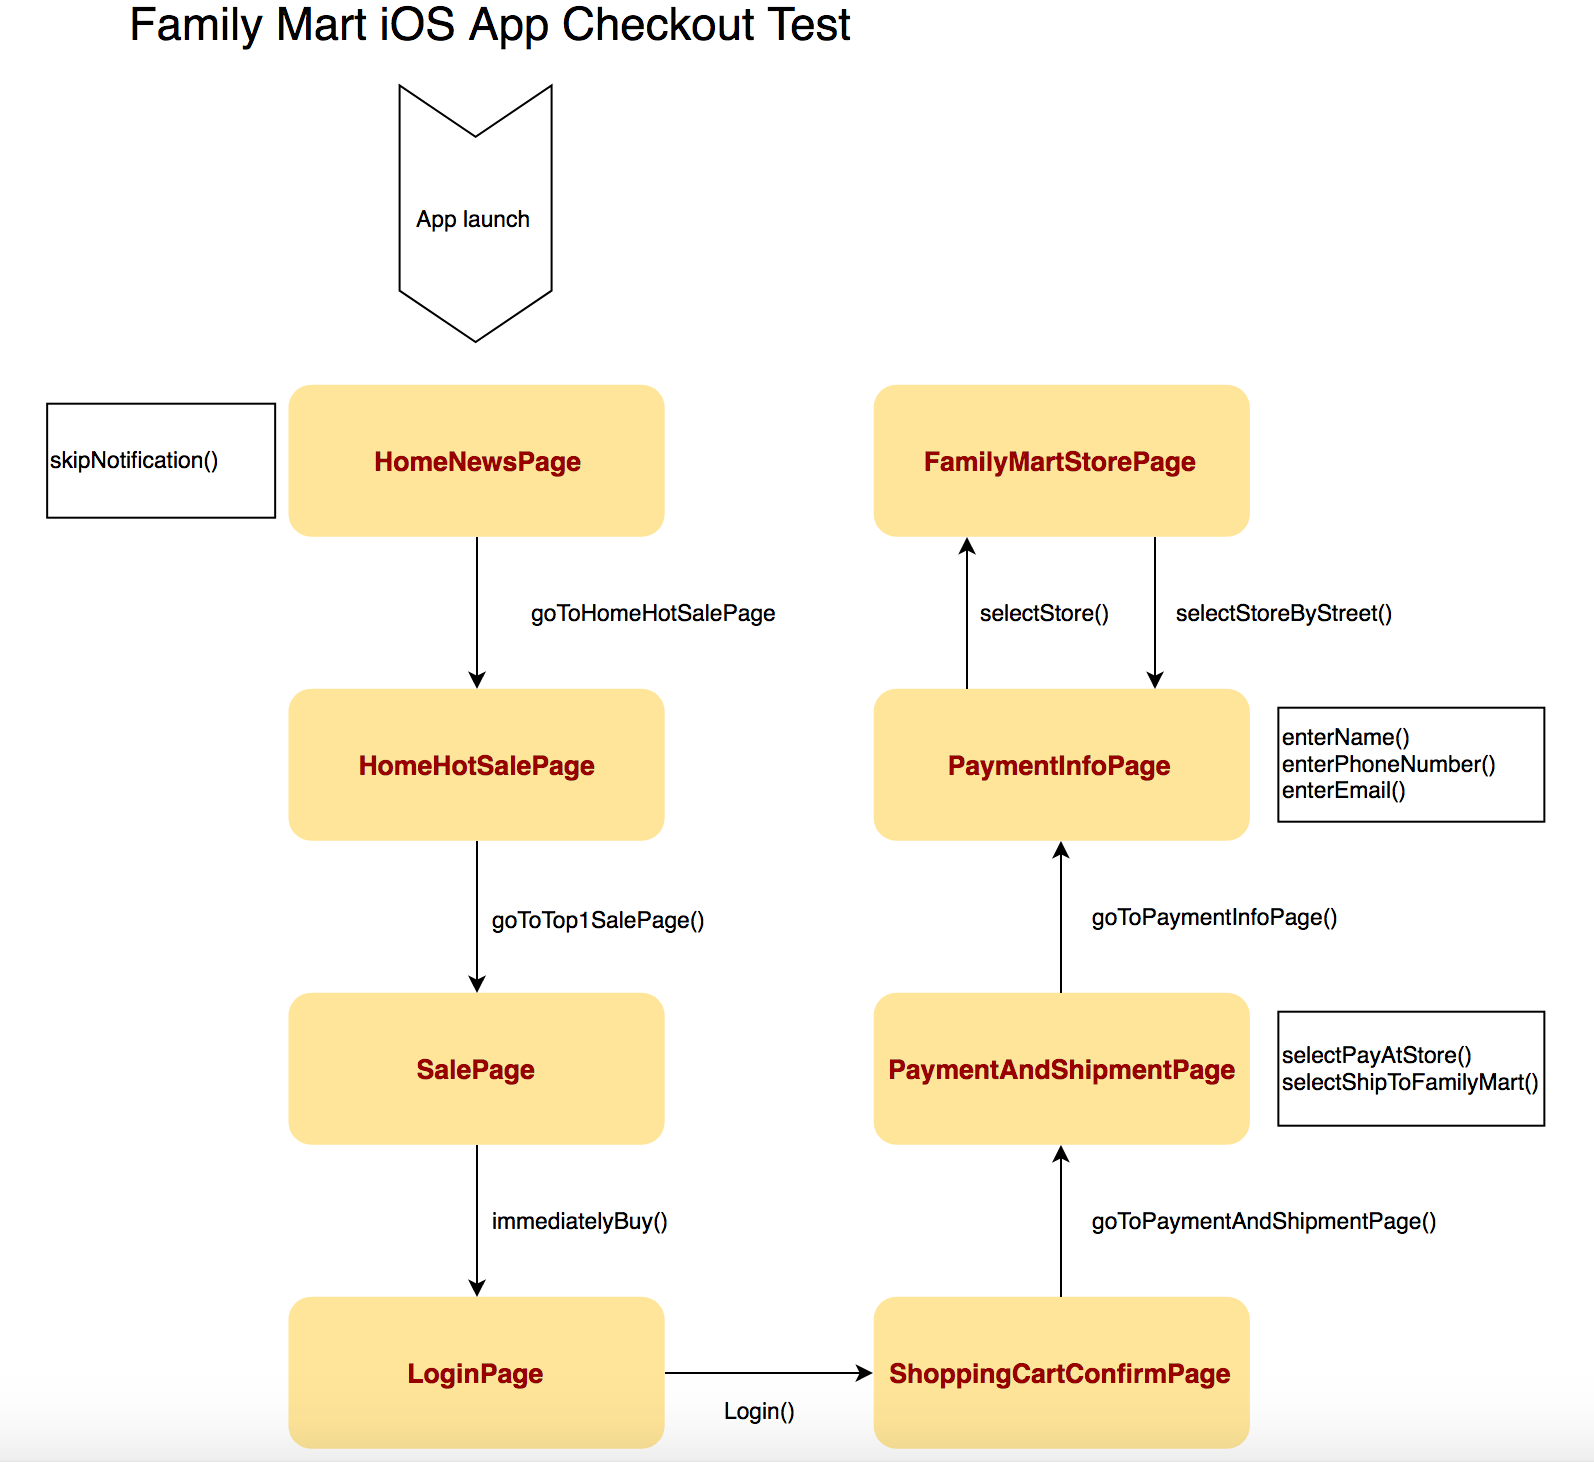 Family Mart iOS App Checkout Test
App launch
skipNotification()
HomeNewsPage
FamilyMartStorePage
goToHomeHotSalePage
selectStore()
selectStoreByStreet()
HomeHotSalePage
PaymentInfoPage
enterName()
enterPhoneNumber()
enterEmail()
goToTop1SalePage()
goToPaymentInfoPage()
SalePage
PaymentAndShipmentPage
selectPayAtStore()
selectShipToFamilyMart()
immediatelyBuy()
goToPaymentAndShipmentPage()
LoginPage
Login()
ShoppingCartConfirmPage